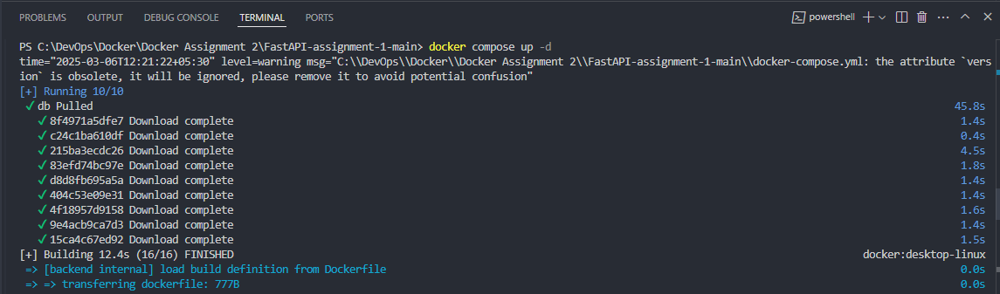 PROBLEMS OUTPUT DEBUG CONSOLE TERMINAL PORTS powershell
PS C:\DevOps\Docker\Docker Assignment 2\FastAPI-assignment-1-main> docker compose up -d
time="2025-03-06T12:21:22+05:30" level=warning msg="C:\\DevOps\\Docker\\Docker Assignment 2\\FastAPI-assignment-1-main\\docker-compose.yml: the attribute `vers
ion` is obsolete, it will be ignored, please remove it to avoid potential confusion"
[+] Running 10/10
✓ db Pulled 45.8s
✓ 8f4971a5dfe7 Download complete 1.4s
✓ c24c1ba610df Download complete 0.4s
✓ 215ba3ecdc26 Download complete 4.5s
✓ 83efd74bc97e Download complete 1.8s
✓ d8d8fb695a5a Download complete 1.4s
✓ 404c53e09e31 Download complete 1.4s
✓ 4f18957d9158 Download complete 1.6s
✓ 9e4acb9ca7d3 Download complete 1.4s
✓ 15ca4c67ed92 Download complete 1.5s
[+] Building 12.4s (16/16) FINISHED docker:desktop-linux
=> [backend internal] load build definition from Dockerfile 0.0s
=> => transferring dockerfile: 777B 0.0s